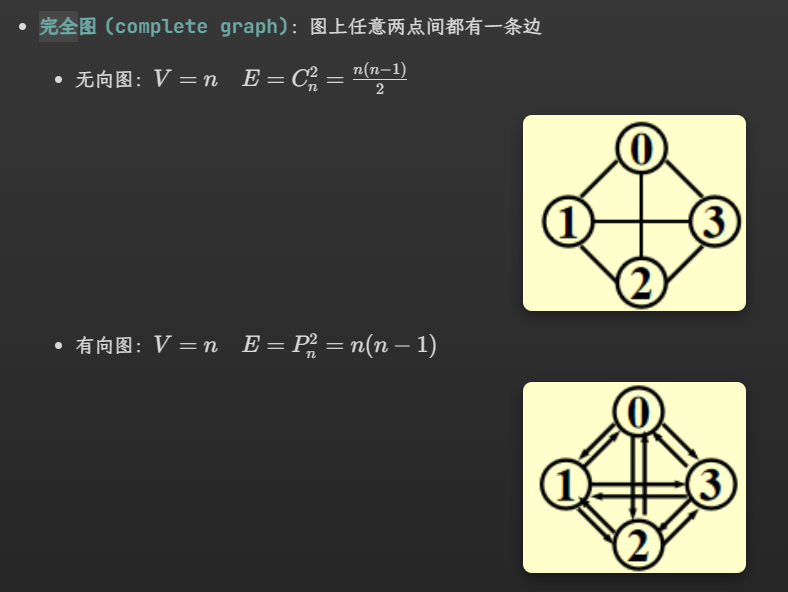 完全图 (complete graph)：图上任意两点间都有一条边
无向图：V = n E = C_n^2 = \frac{n(n-1)}{2}
0
1
3
2
有向图：V = n E = P_n^2 = n(n − 1)
0
1
3
2